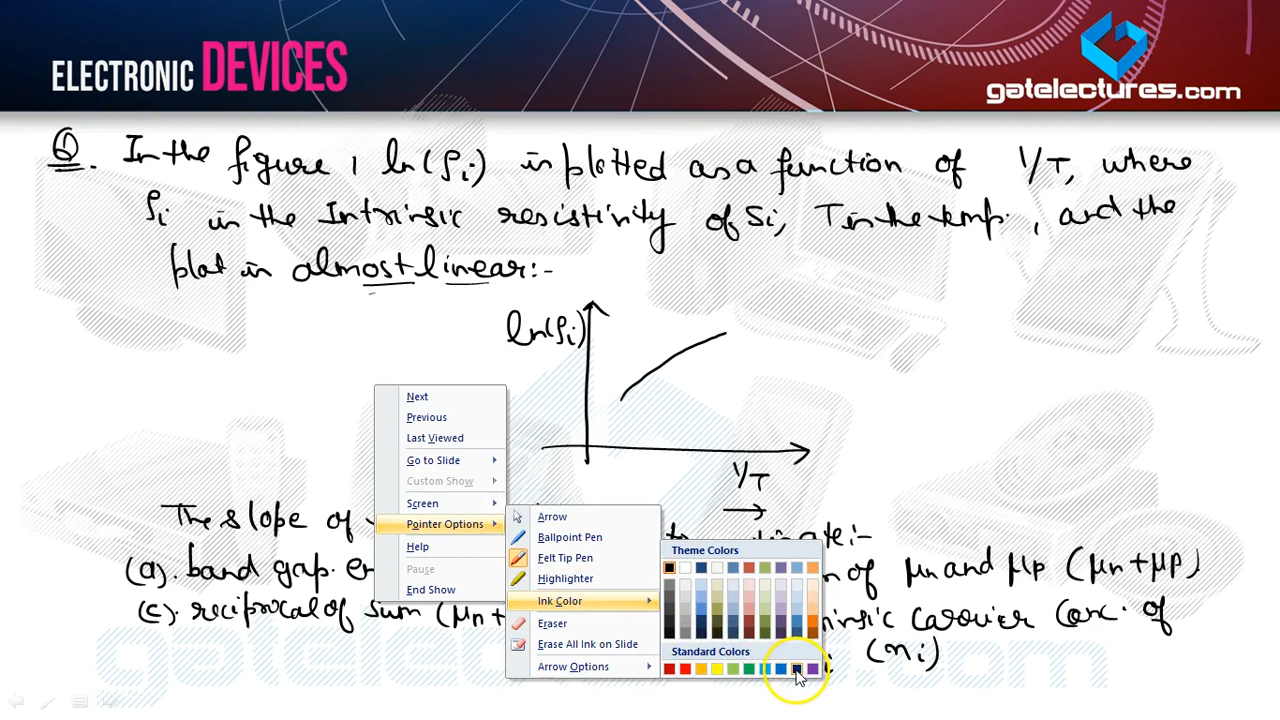 ELECTRONIC DEVICES
gatelectures.com
Q. In the figure, ln(ρi) is plotted as a function of 1/T, where
ρi is the Intrinsic resistivity of Si, T is the temp., and the
plot is almost linear:-
ln(ρi)
1/T
The slope of
(a). band gap. en
(c). reciprocal of sum (μn+
on of μn and μp (μn+μp)
insic carrier conc. of
(ni)
gatelectures.com
Next
Previous
Last Viewed
Go to Slide
Custom Show
Screen
Pointer Options
Help
Pause
End Show
Arrow
Ballpoint Pen
Felt Tip Pen
Highlighter
Ink Color
Eraser
Erase All Ink on Slide
Arrow Options
Theme Colors
Standard Colors